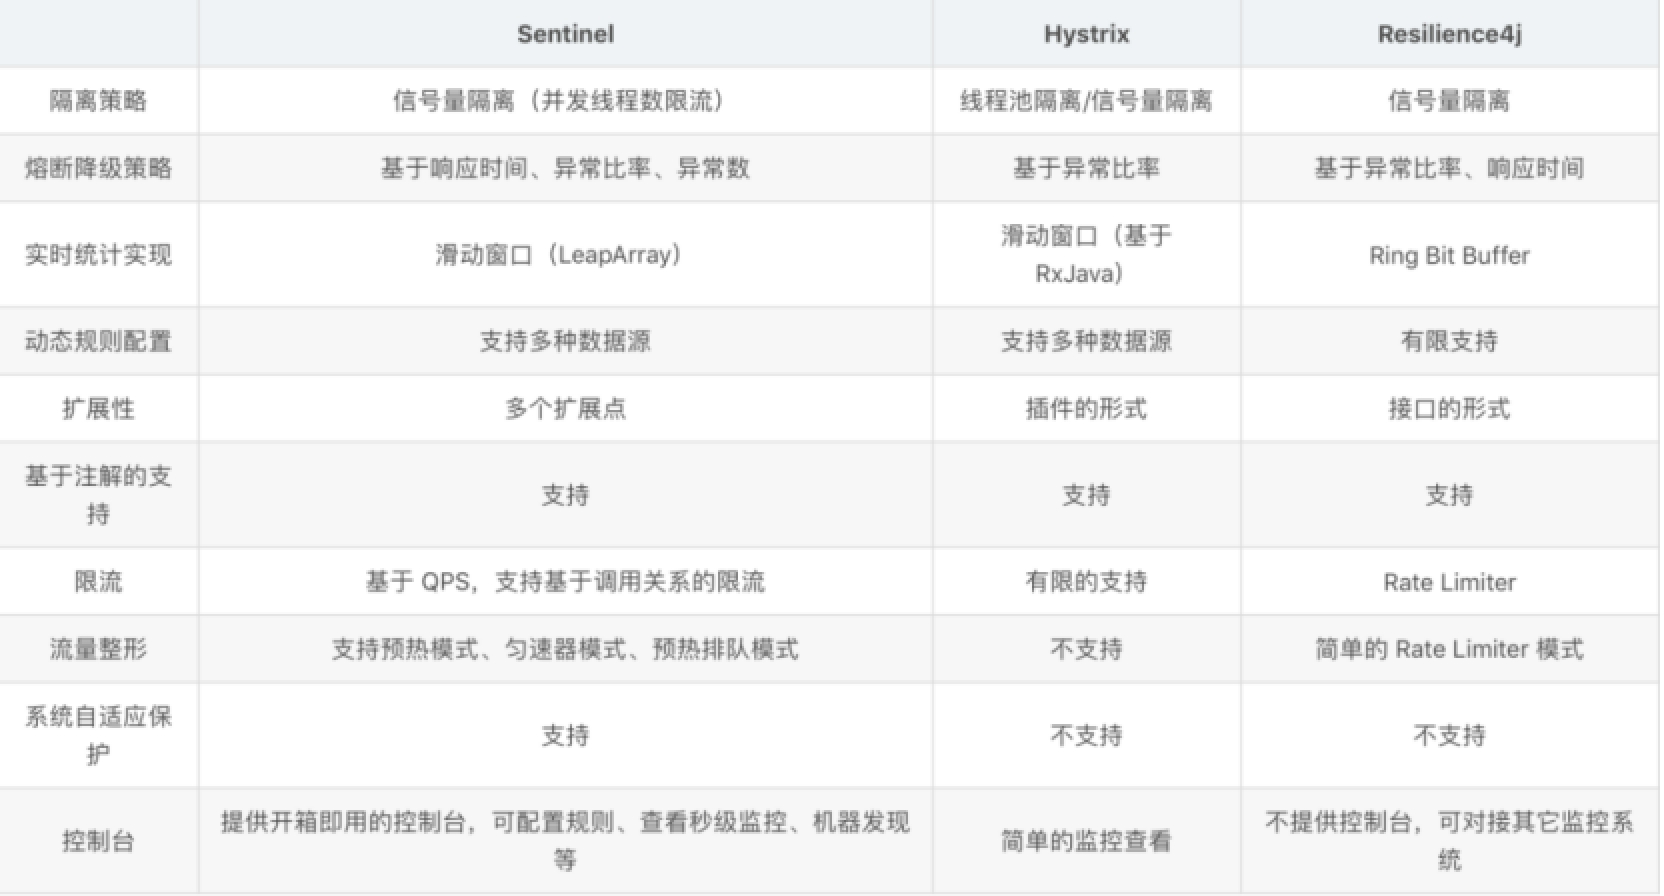 Sentinel Hystrix Resilience4j
隔离策略 信号量隔离（并发线程数限流） 线程池隔离/信号量隔离 信号量隔离
熔断降级策略 基于响应时间、异常比率、异常数 基于异常比率 基于异常比率、响应时间
实时统计实现 滑动窗口（LeapArray） 滑动窗口（基于
RxJava） Ring Bit Buffer
动态规则配置 支持多种数据源 支持多种数据源 有限支持
扩展性 多个扩展点 插件的形式 接口的形式
基于注解的支
持 支持 支持 支持
限流 基于 QPS，支持基于调用关系的限流 有限的支持 Rate Limiter
流量整形 支持预热模式、匀速器模式、预热排队模式 不支持 简单的 Rate Limiter 模式
系统自适应保
护 支持 不支持 不支持
控制台 提供开箱即用的控制台，可配置规则、查看秒级监控、机器发现
等 简单的监控查看 不提供控制台，可对接其它监控系
统